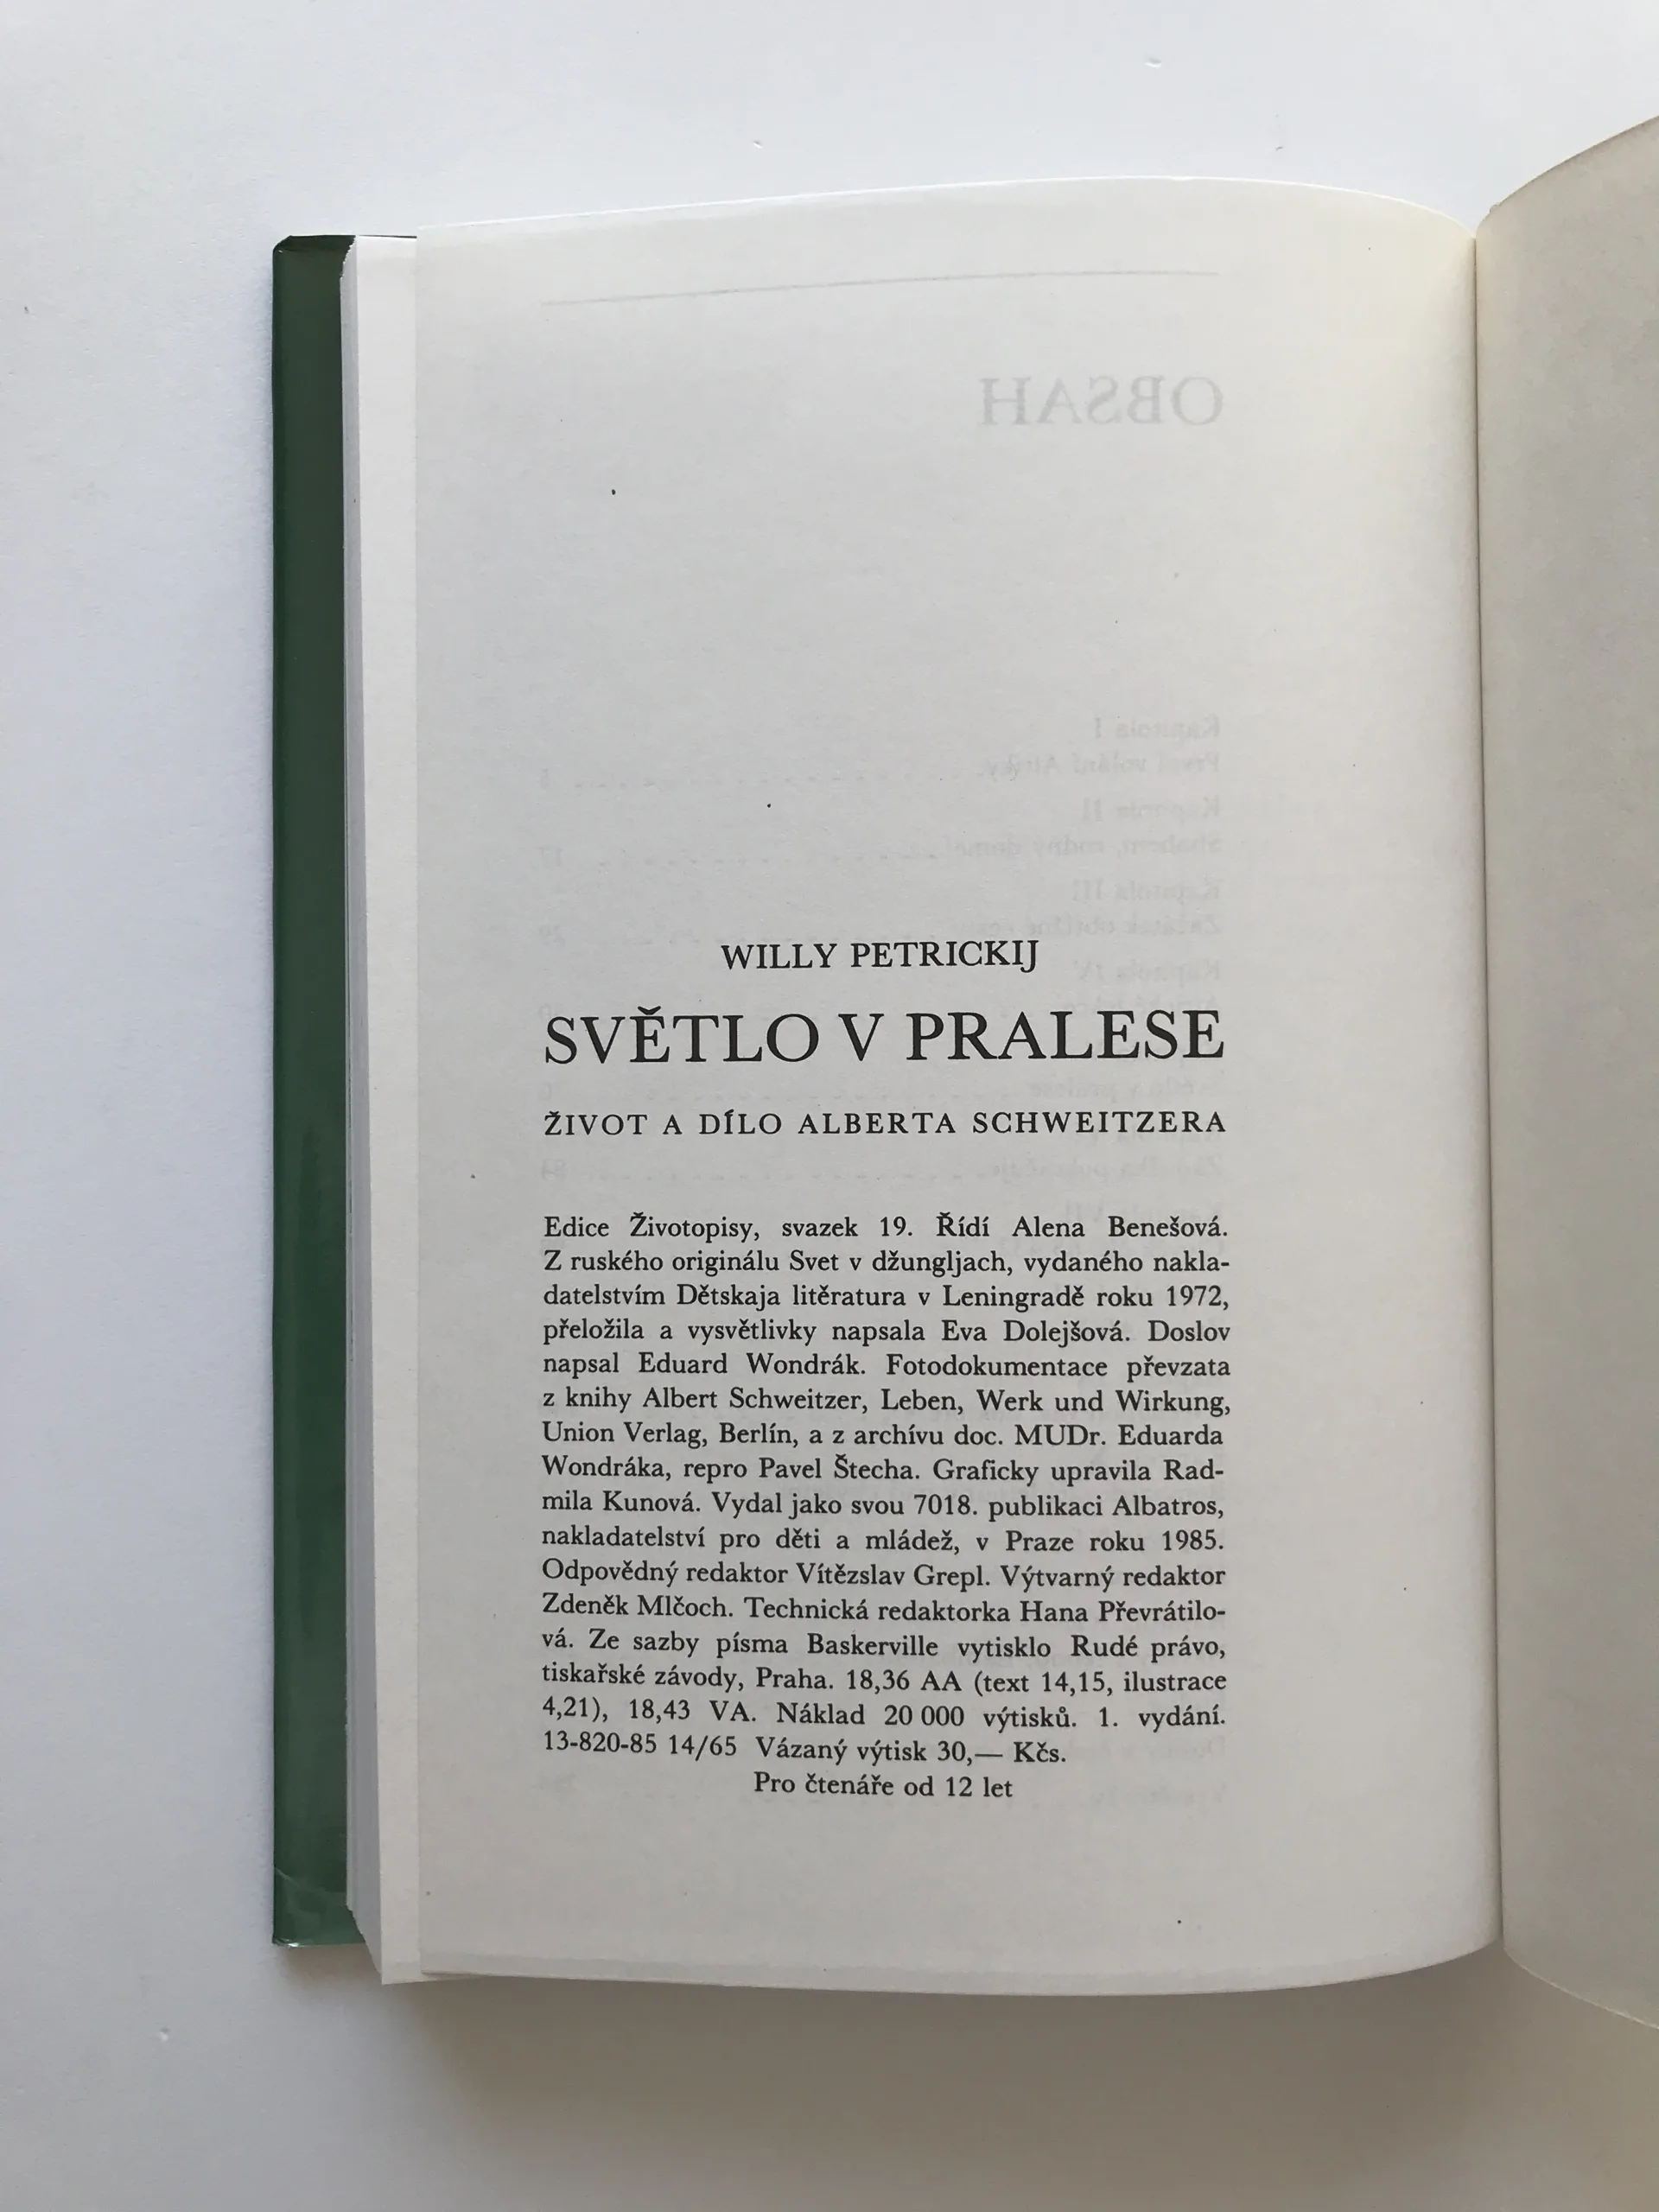 WILLY PETRICKIJ
SVĚTLO V PRALESE
ŽIVOT A DÍLO ALBERTA SCHWEITZERA
Edice Životopisy, svazek 19. Řídí Alena Benešová.
Z ruského originálu Svet v džungljach, vydaného nakla-
datelstvím Dětskaja litěratura v Leningradě roku 1972,
přeložila a vysvětlivky napsala Eva Dolejšová. Doslov
napsal Eduard Wondrák. Fotodokumentace převzata
z knihy Albert Schweitzer, Leben, Werk und Wirkung,
Union Verlag, Berlín, a z archívu doc. MUDr. Eduarda
Wondráka, repro Pavel Štecha. Graficky upravila Rad-
mila Kunová. Vydal jako svou 7018. publikaci Albatros,
nakladatelství pro děti a mládež, v Praze roku 1985.
Odpovědný redaktor Vítězslav Grepl. Výtvarný redaktor
Zdeněk Mlčoch. Technická redaktorka Hana Převrátilo-
vá. Ze sazby písma Baskerville vytisklo Rudé právo,
tiskařské závody, Praha. 18,36 AA (text 14,15, ilustrace
4,21), 18,43 VA. Náklad 20 000 výtisků. 1. vydání.
13-820-85 14/65 Vázaný výtisk 30,— Kčs.
Pro čtenáře od 12 let